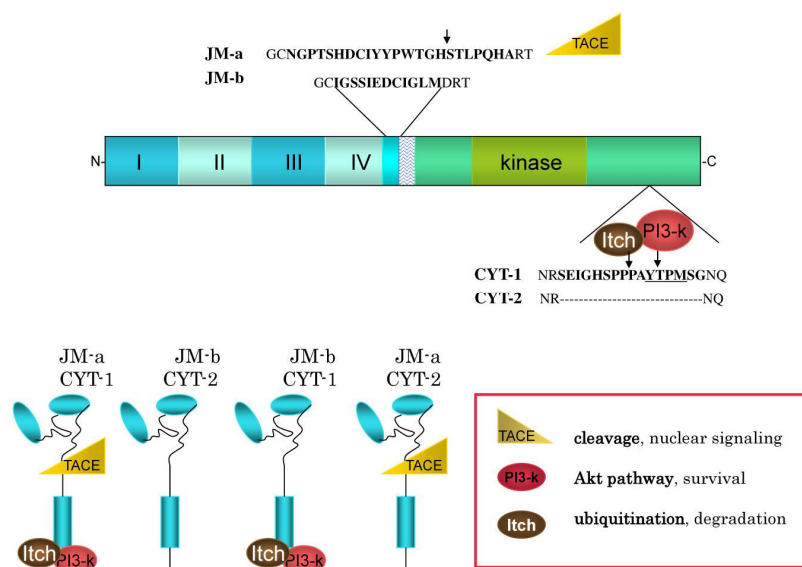 JM-a GCNGPTSHDCIYYPWTGHSTLPQHART TACE
JM-b GCIGSSIEDCIGLMDRT
N- I II III IV kinase -C
Itch PI3-k
CYT-1 NRSEIGHSPPPAYTPMSGNQ
CYT-2 NR----------------------------NQ
JM-a JM-b JM-b JM-a
CYT-1 CYT-2 CYT-1 CYT-2
TACE TACE
Itch PI3-k Itch PI3-k
TACE cleavage, nuclear signaling
PI3-k Akt pathway, survival
Itch ubiquitination, degradation